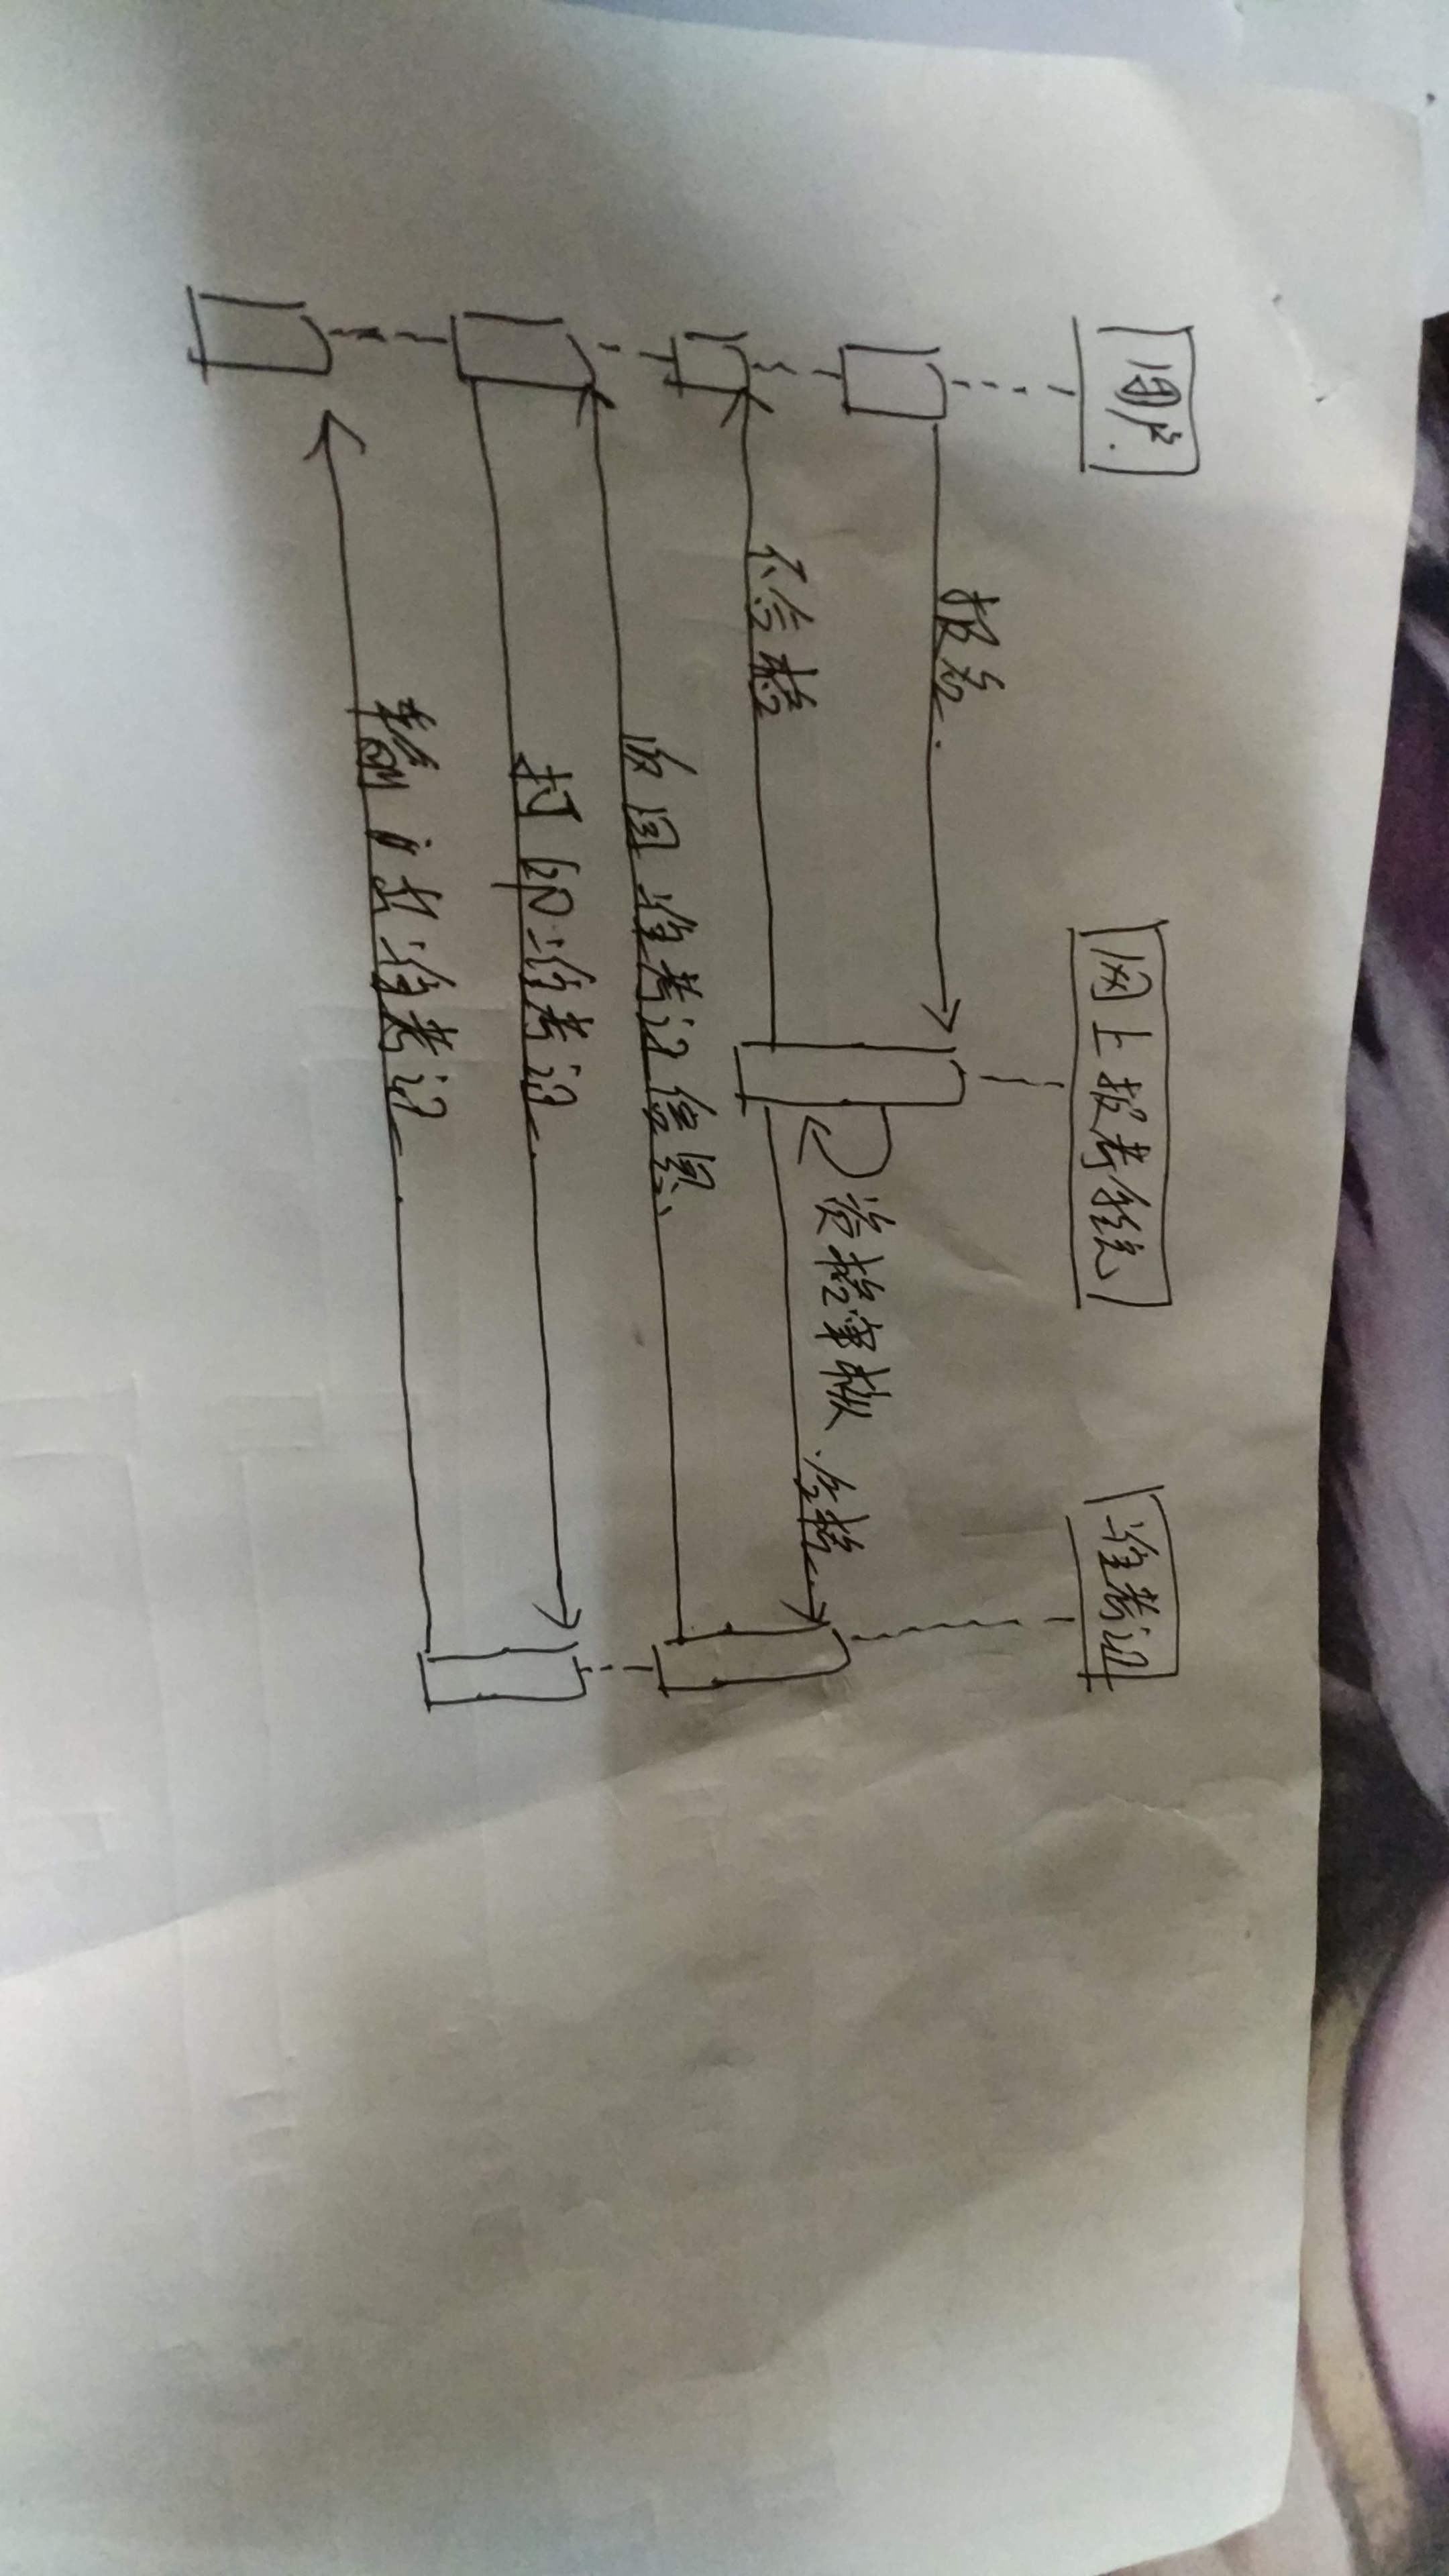 用户
网上报考系统
准考证
报名
资格审核
合格
不合格
返回准考证信息
打印准考证
输出准考证